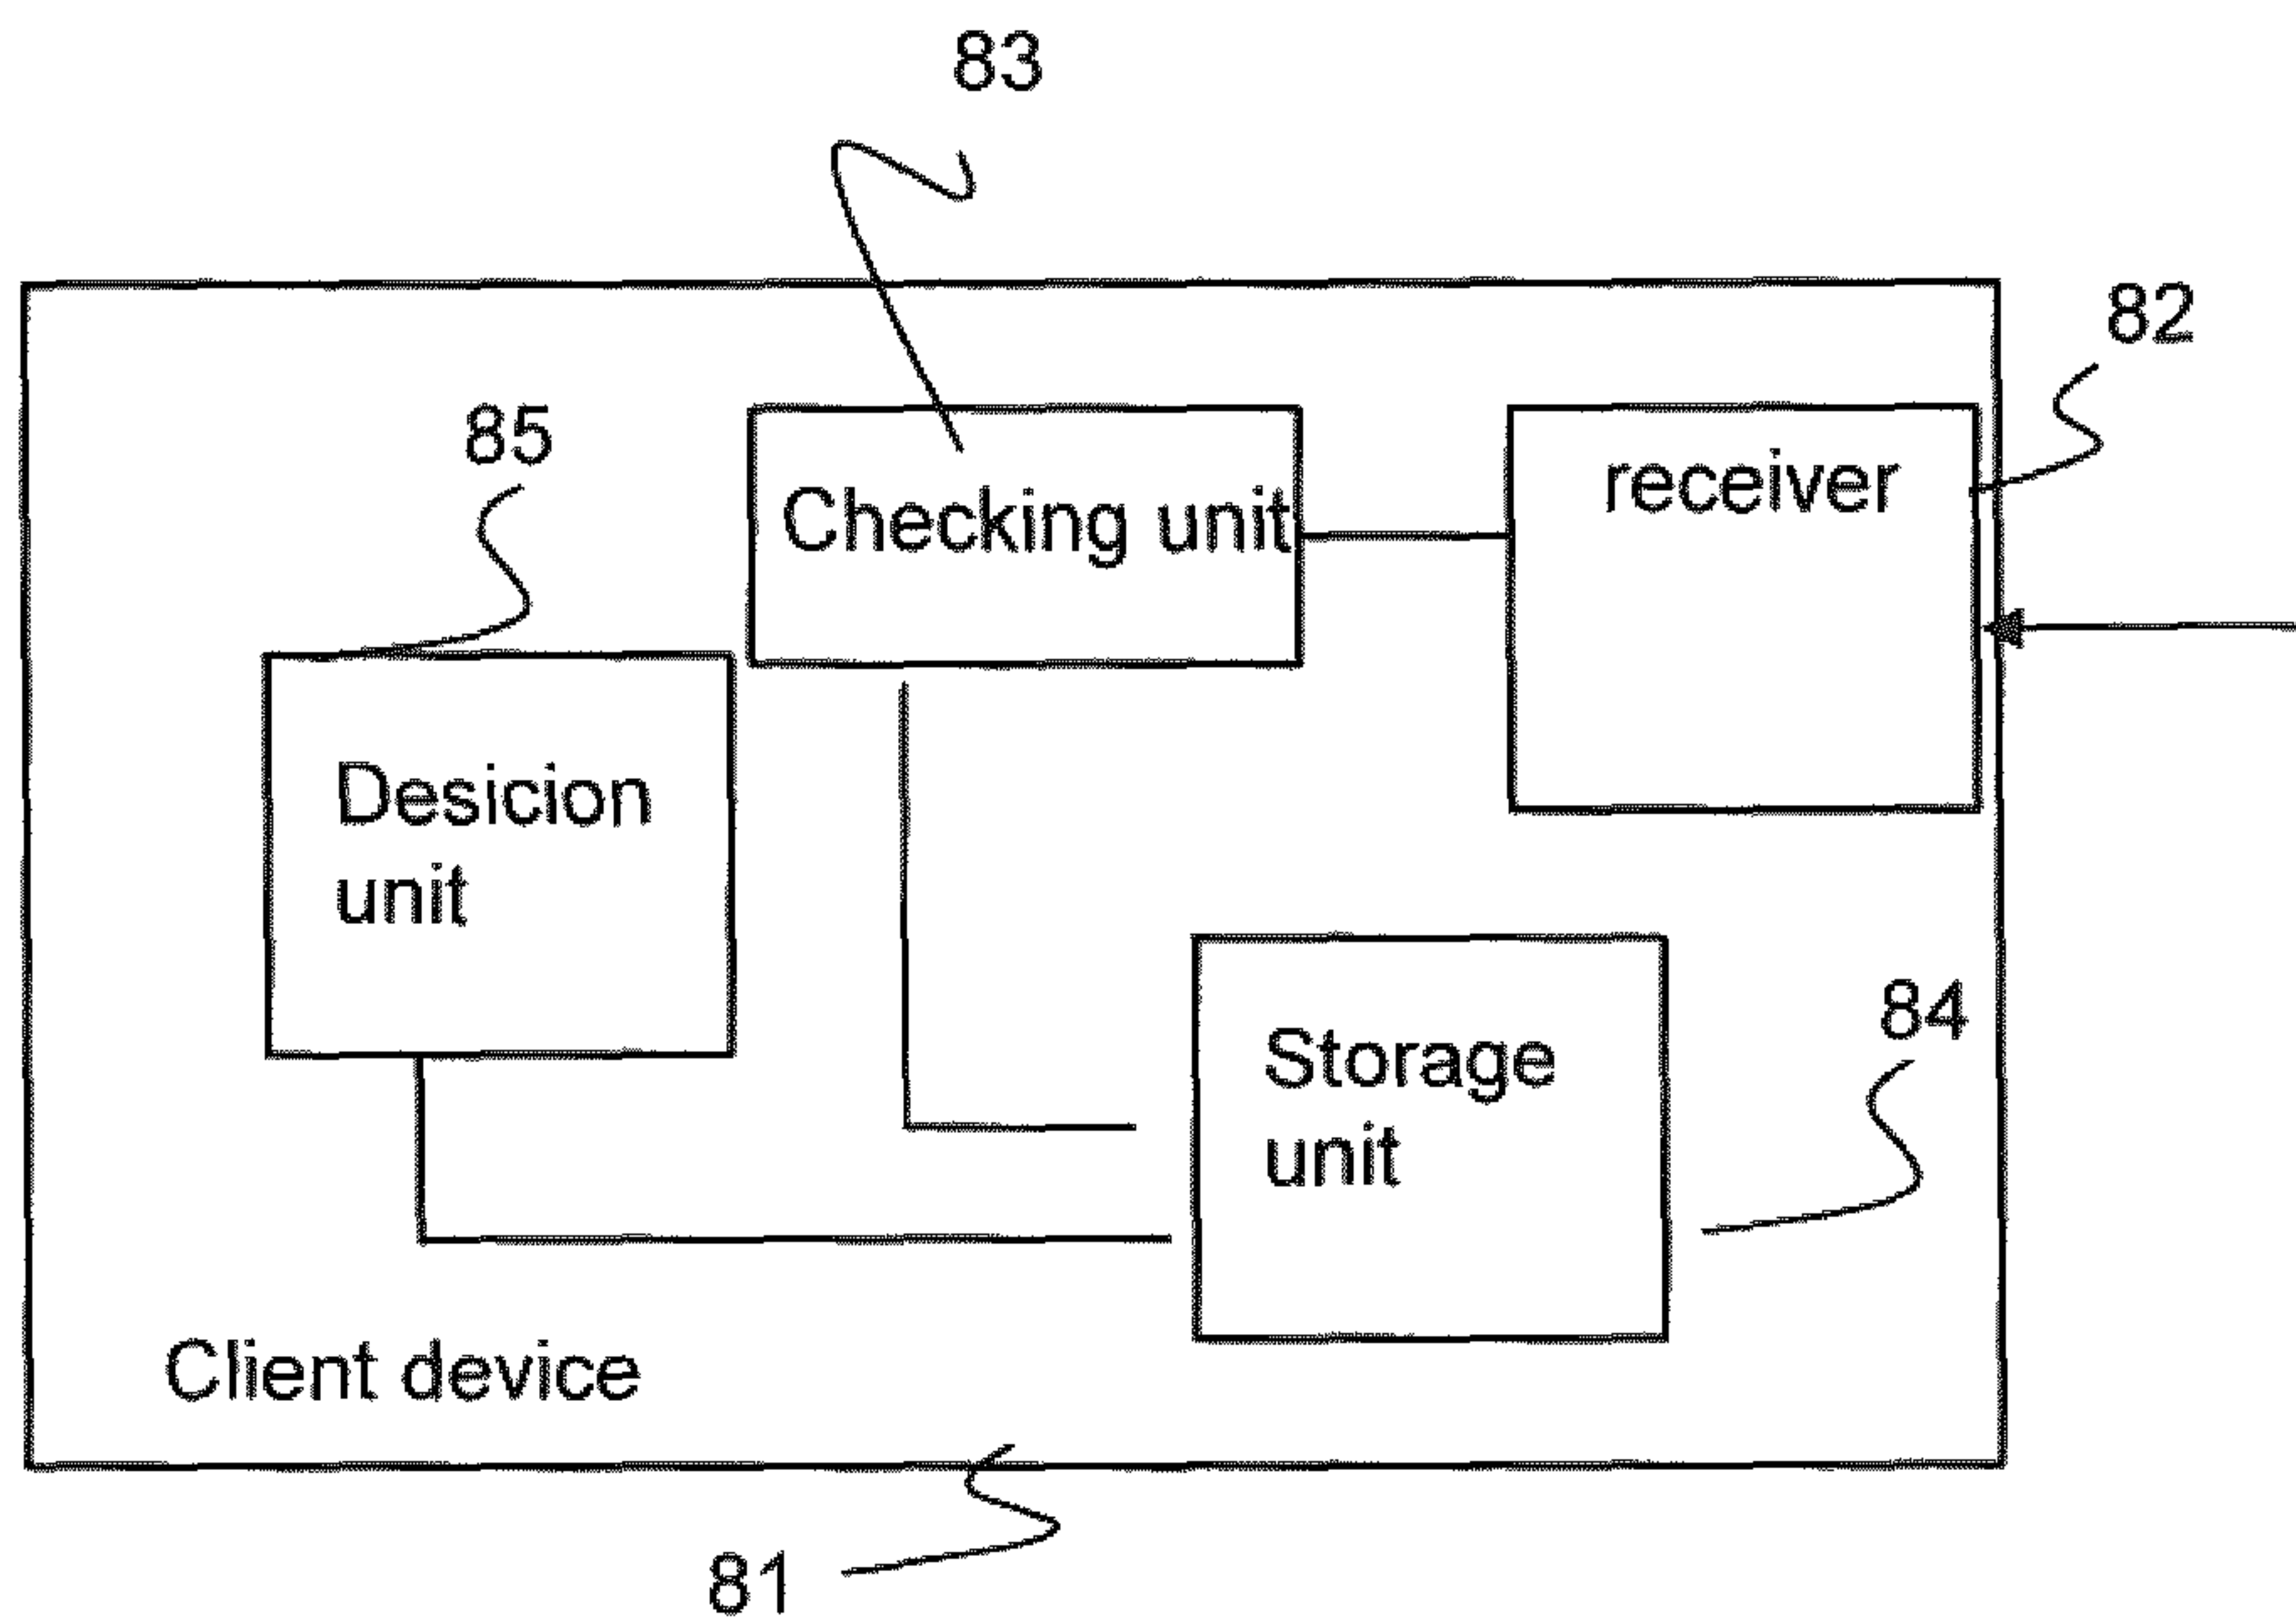 83
82
85
Checking unit
receiver
Desicion
unit
84
Storage
unit
Client device
81